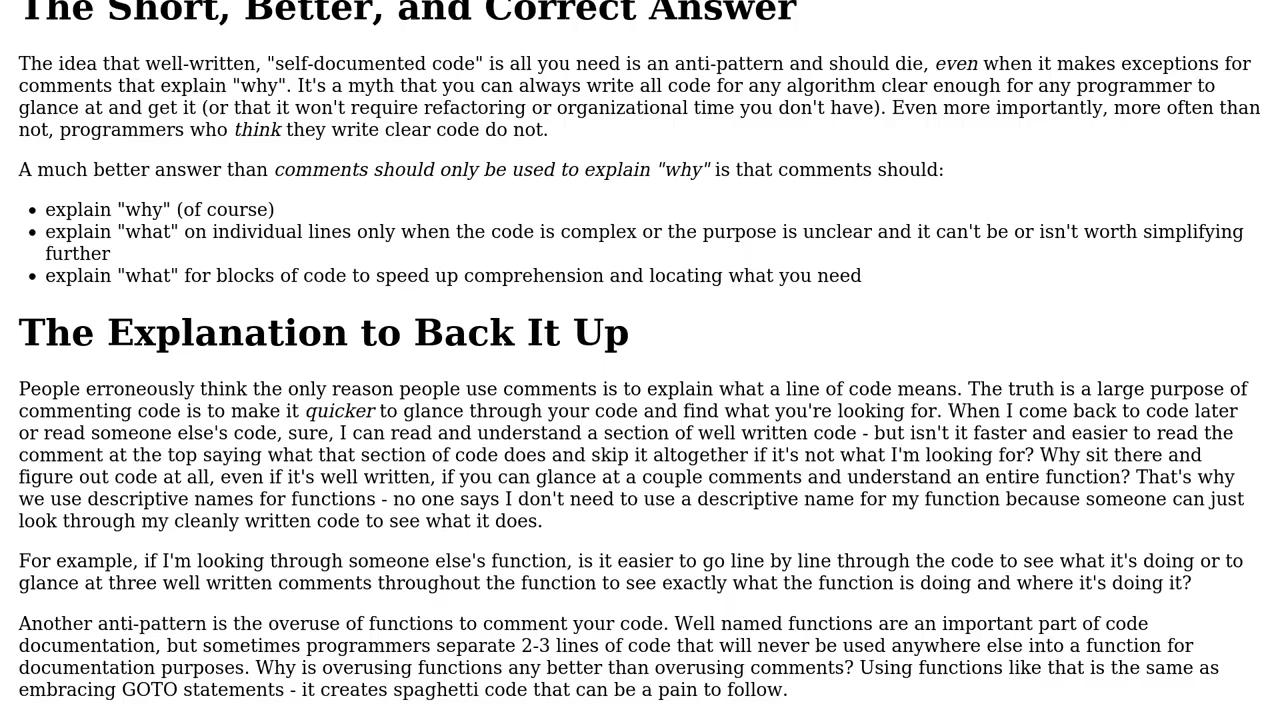 The Short, Better, and Correct Answer
The idea that well-written, "self-documented code" is all you need is an anti-pattern and should die, even when it makes exceptions for
comments that explain "why". It's a myth that you can always write all code for any algorithm clear enough for any programmer to
glance at and get it (or that it won't require refactoring or organizational time you don't have). Even more importantly, more often than
not, programmers who think they write clear code do not.
A much better answer than comments should only be used to explain "why" is that comments should:
• explain "why" (of course)
• explain "what" on individual lines only when the code is complex or the purpose is unclear and it can't be or isn't worth simplifying
further
• explain "what" for blocks of code to speed up comprehension and locating what you need
The Explanation to Back It Up
People erroneously think the only reason people use comments is to explain what a line of code means. The truth is a large purpose of
commenting code is to make it quicker to glance through your code and find what you're looking for. When I come back to code later
or read someone else's code, sure, I can read and understand a section of well written code - but isn't it faster and easier to read the
comment at the top saying what that section of code does and skip it altogether if it's not what I'm looking for? Why sit there and
figure out code at all, even if it's well written, if you can glance at a couple comments and understand an entire function? That's why
we use descriptive names for functions - no one says I don't need to use a descriptive name for my function because someone can just
look through my cleanly written code to see what it does.
For example, if I'm looking through someone else's function, is it easier to go line by line through the code to see what it's doing or to
glance at three well written comments throughout the function to see exactly what the function is doing and where it's doing it?
Another anti-pattern is the overuse of functions to comment your code. Well named functions are an important part of code
documentation, but sometimes programmers separate 2-3 lines of code that will never be used anywhere else into a function for
documentation purposes. Why is overusing functions any better than overusing comments? Using functions like that is the same as
embracing GOTO statements - it creates spaghetti code that can be a pain to follow.